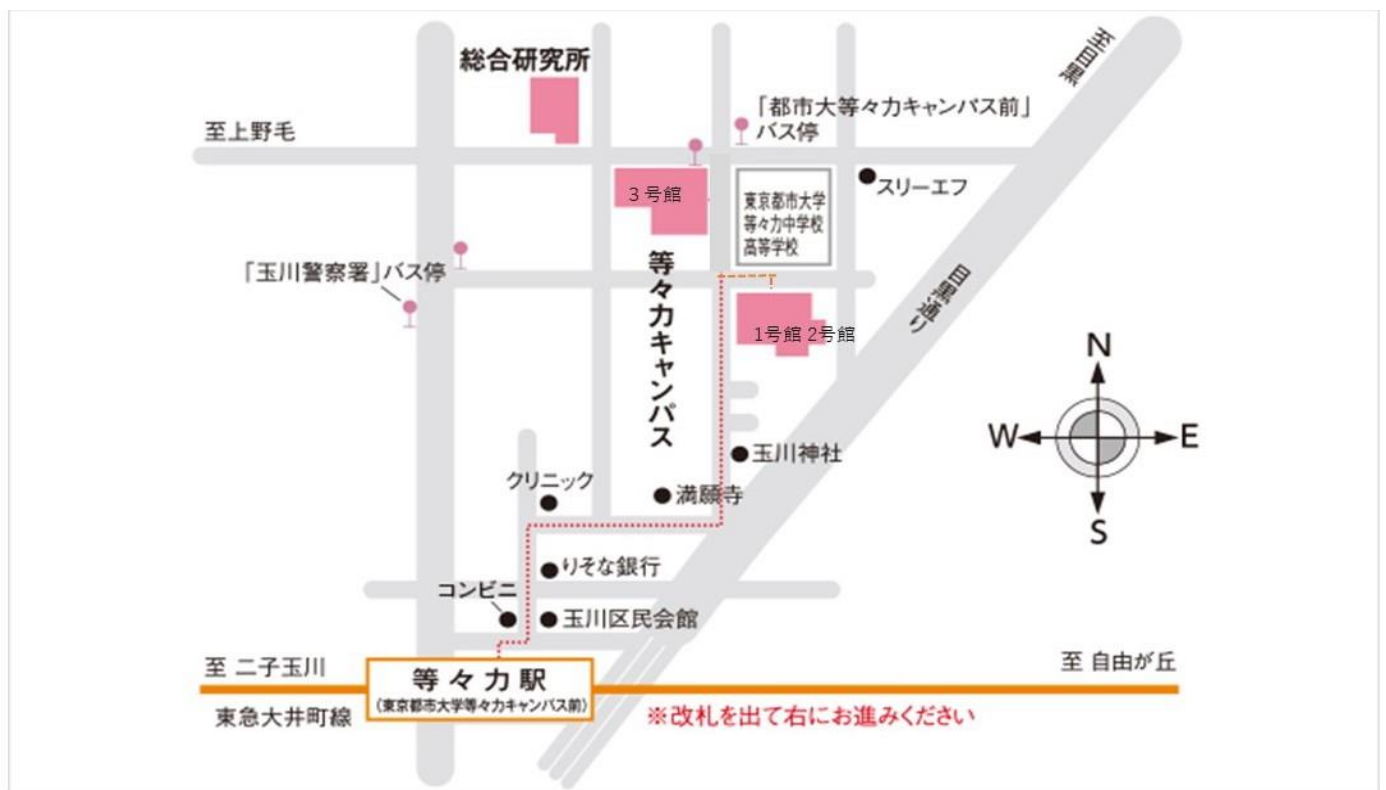 総合研究所
至目黒
「都市大等々力キャンパス前」
バス停
至上野毛
3号館
東京都市大学
等々力中学校
高等学校
スリーエフ
「玉川警察署」バス停
等々力キャンパス
目黒通り
1号館 2号館
N
W
E
S
玉川神社
クリニック
満願寺
りそな銀行
コンビニ
玉川区民会館
至 二子玉川
至 自由が丘
等々力駅
(東京都市大学等々力キャンパス前)
東急大井町線
※改札を出て右にお進みください